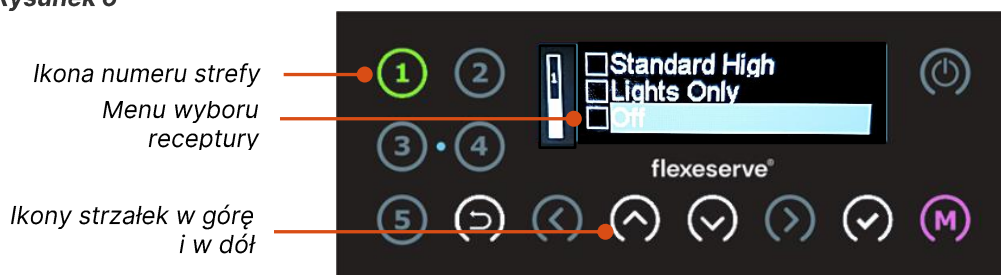 Rysunek 6
Ikona numeru strefy
Menu wyboru
receptury
Ikony strzałek w górę
i w dół
1 2
3 4
5
1
Standard High
Lights Only
Off
flexeserve®
M